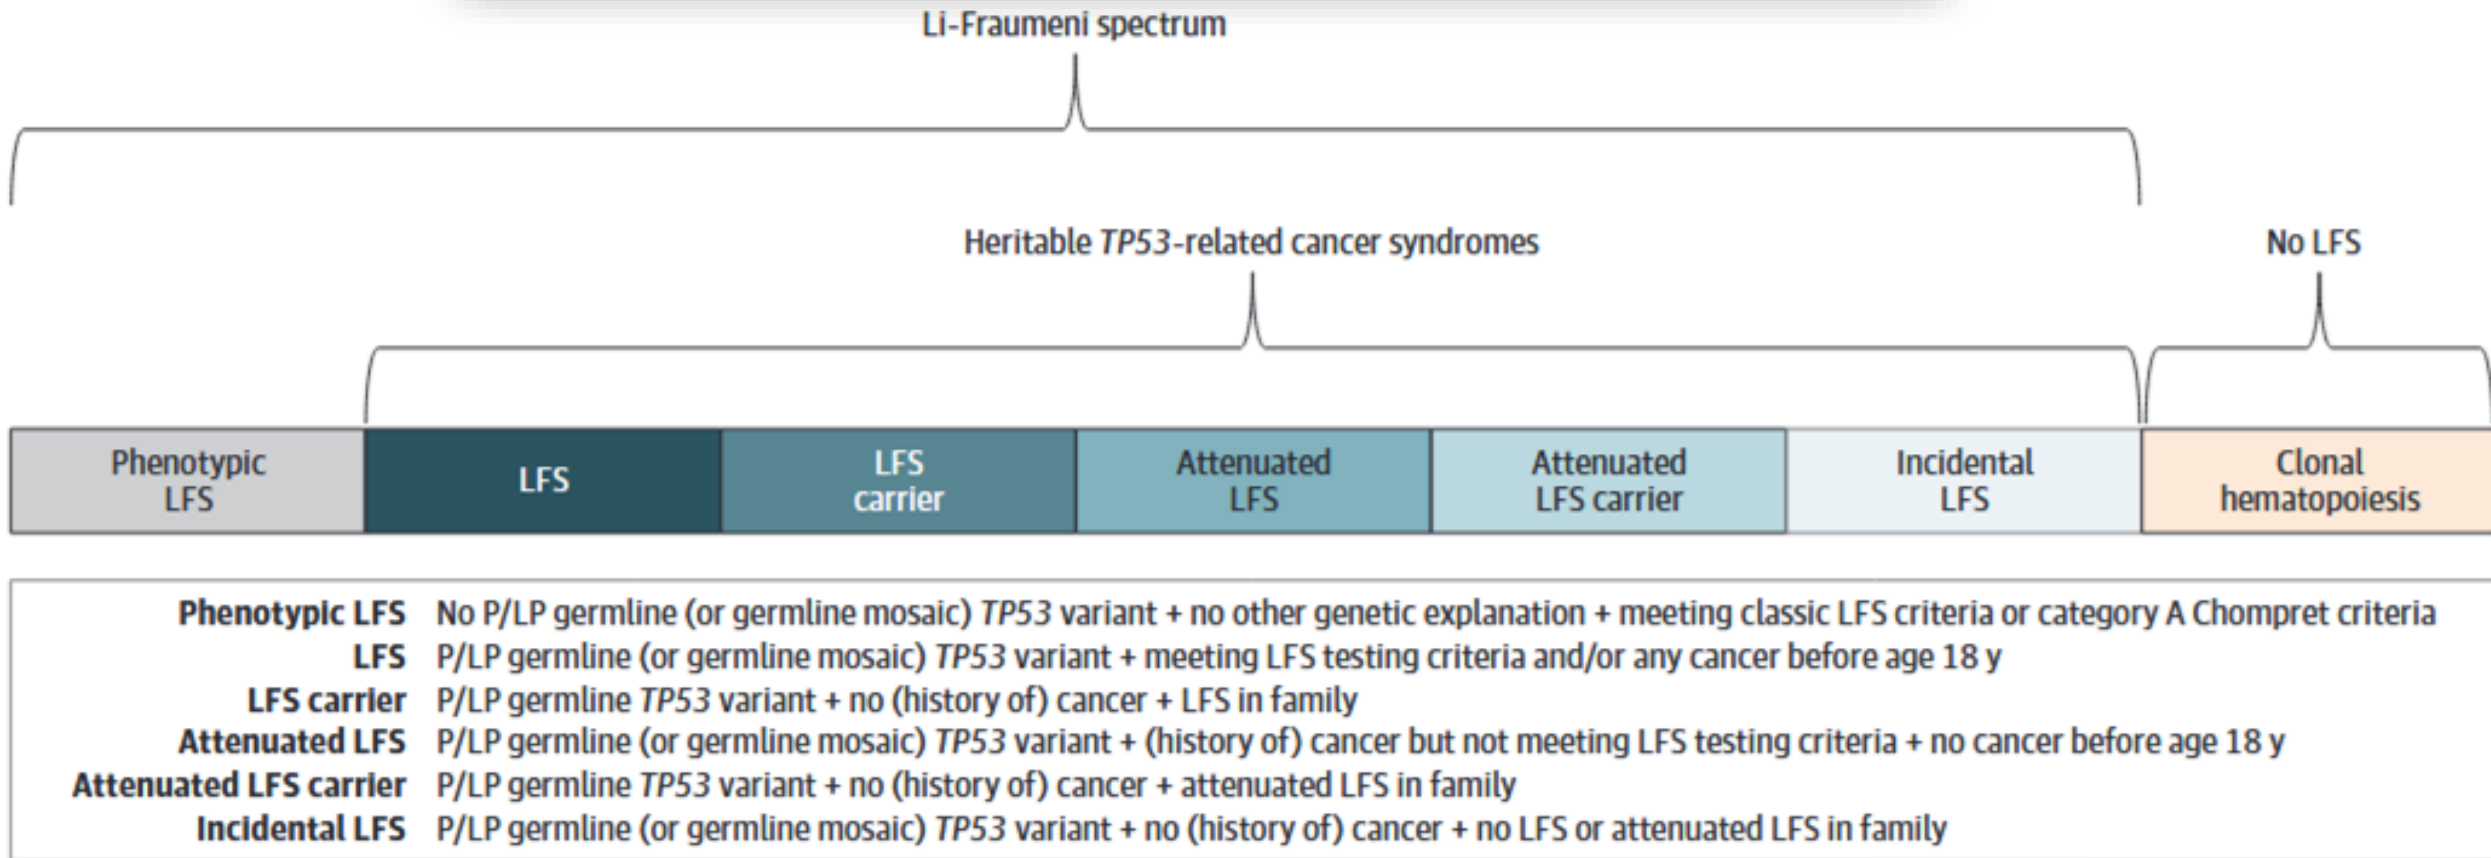 Li-Fraumeni spectrum
Heritable TP53-related cancer syndromes
No LFS
Phenotypic
LFS
LFS
LFS
carrier
Attenuated
LFS
Attenuated
LFS carrier
Incidental
LFS
Clonal
hematopoiesis
Phenotypic LFS No P/LP germline (or germline mosaic) TP53 variant + no other genetic explanation + meeting classic LFS criteria or category A Chompret criteria
LFS P/LP germline (or germline mosaic) TP53 variant + meeting LFS testing criteria and/or any cancer before age 18 y
LFS carrier P/LP germline TP53 variant + no (history of) cancer + LFS in family
Attenuated LFS P/LP germline (or germline mosaic) TP53 variant + (history of) cancer but not meeting LFS testing criteria + no cancer before age 18 y
Attenuated LFS carrier P/LP germline TP53 variant + no (history of) cancer + attenuated LFS in family
Incidental LFS P/LP germline (or germline mosaic) TP53 variant + no (history of) cancer + no LFS or attenuated LFS in family